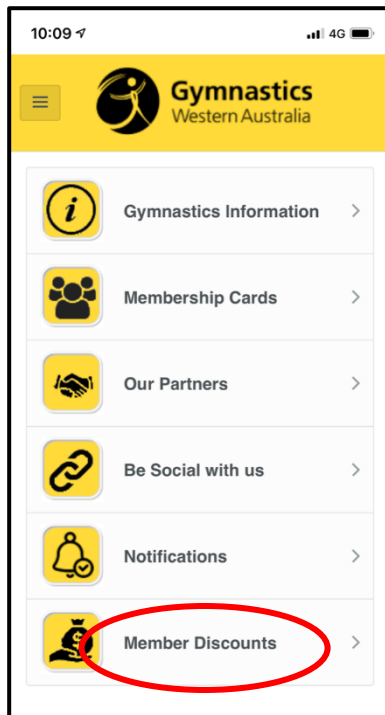 10:09
4G
Gymnastics
Western Australia
Gymnastics Information
Membership Cards
Our Partners
Be Social with us
Notifications
Member Discounts